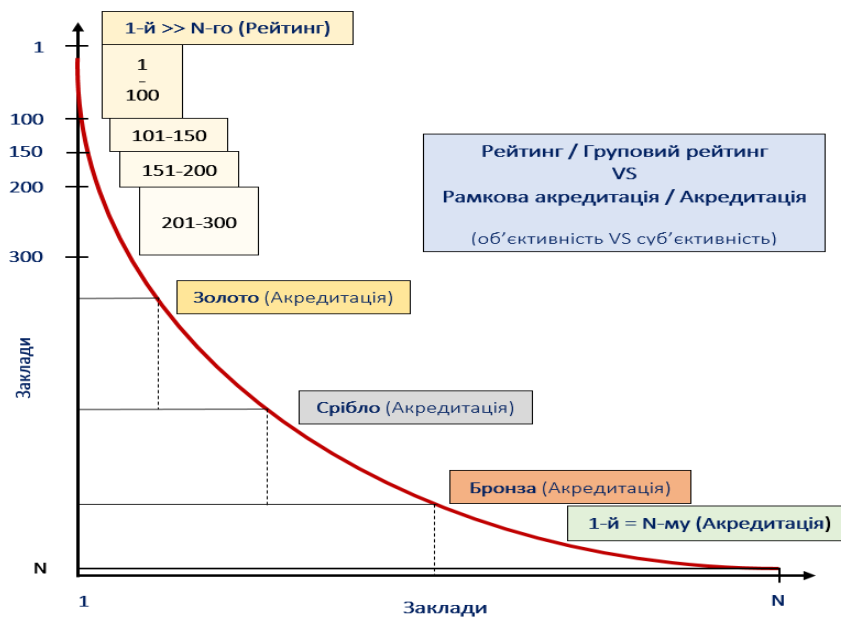 1-й >> N-го (Рейтинг)
1
1
–
100
100
101-150
150
151-200
200
201-300
300
Рейтинг / Груповий рейтинг
VS
Рамкова акредитація / Акредитація
(об’єктивність VS суб’єктивність)
Золото (Акредитація)
Заклади
Срібло (Акредитація)
Бронза (Акредитація)
1-й = N-му (Акредитація)
N
1
Заклади
N